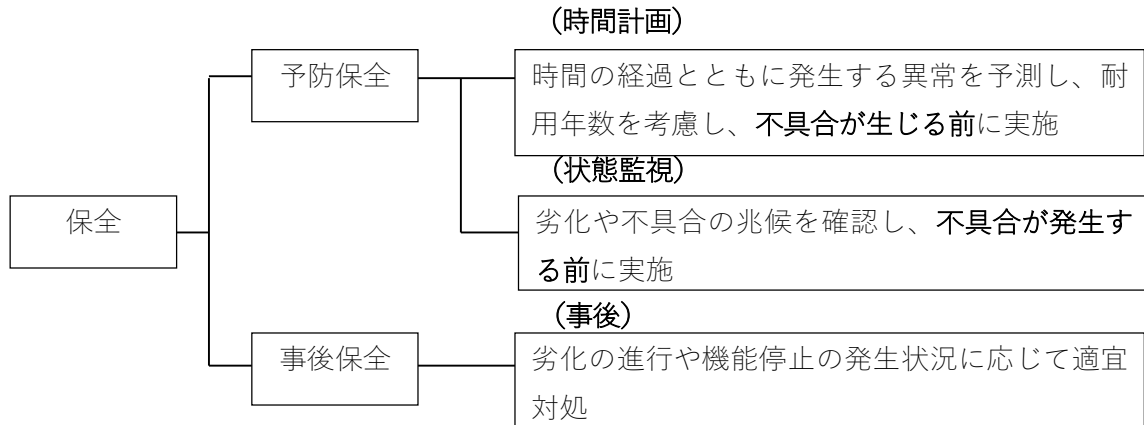 (時間計画)
予防保全
時間の経過とともに発生する異常を予測し、耐
用年数を考慮し、不具合が生じる前に実施
(状態監視)
保全
劣化や不具合の兆候を確認し、不具合が発生す
る前に実施
(事後)
事後保全
劣化の進行や機能停止の発生状況に応じて適宜
対処